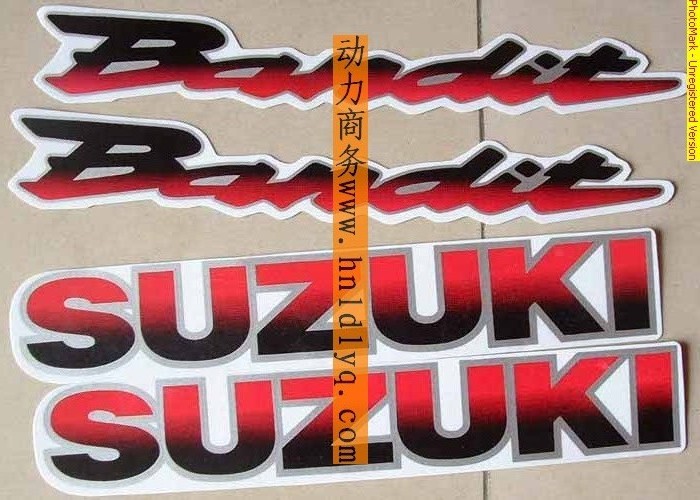 Bandit
Bandit
SUZUKI
SUZUKI
动力商务www.hnldlyq.com
PhotoMark - Unregistered Version